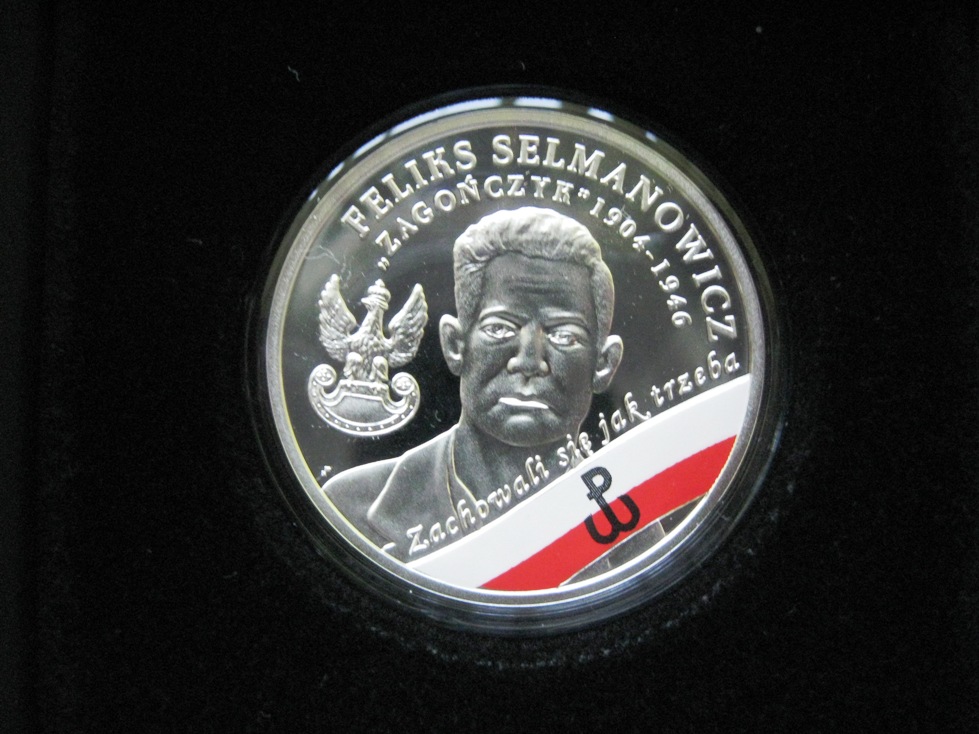 FELIKS SELMANOWICZ
„ZAGOŃCZYK” 1904-1946
Zachowali się jak trzeba